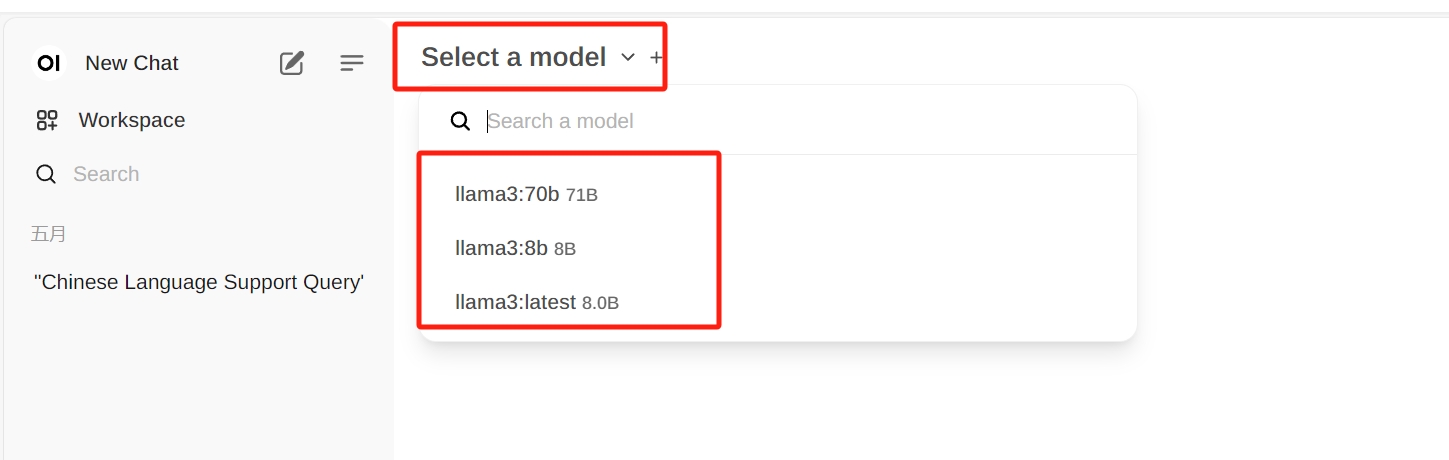 OI New Chat
Workspace
Search
五月
"Chinese Language Support Query'
Select a model
Search a model
llama3:70b 71B
llama3:8b 8B
llama3:latest 8.0B